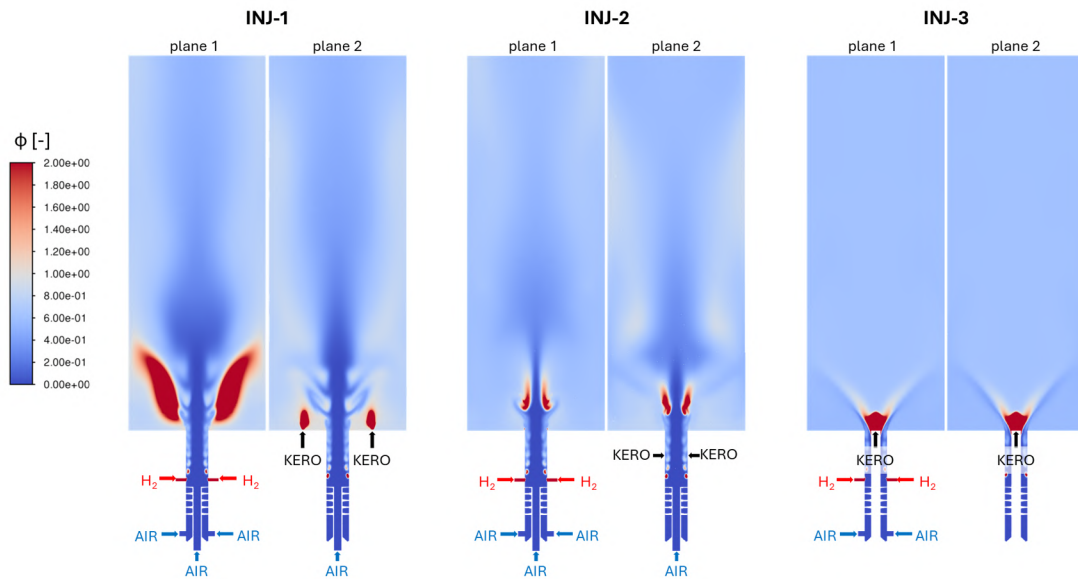 INJ-1 INJ-2 INJ-3
plane 1 plane 2 plane 1 plane 2 plane 1 plane 2
ϕ [-]
2.00e+00
1.80e+00
1.60e+00
1.40e+00
1.20e+00
1.00e+00
8.00e-01
6.00e-01
4.00e-01
2.00e-01
0.00e+00
KERO KERO KERO KERO KERO KERO
H₂ H₂ H₂ H₂ H₂ H₂
AIR AIR AIR AIR AIR AIR
AIR AIR AIR AIR